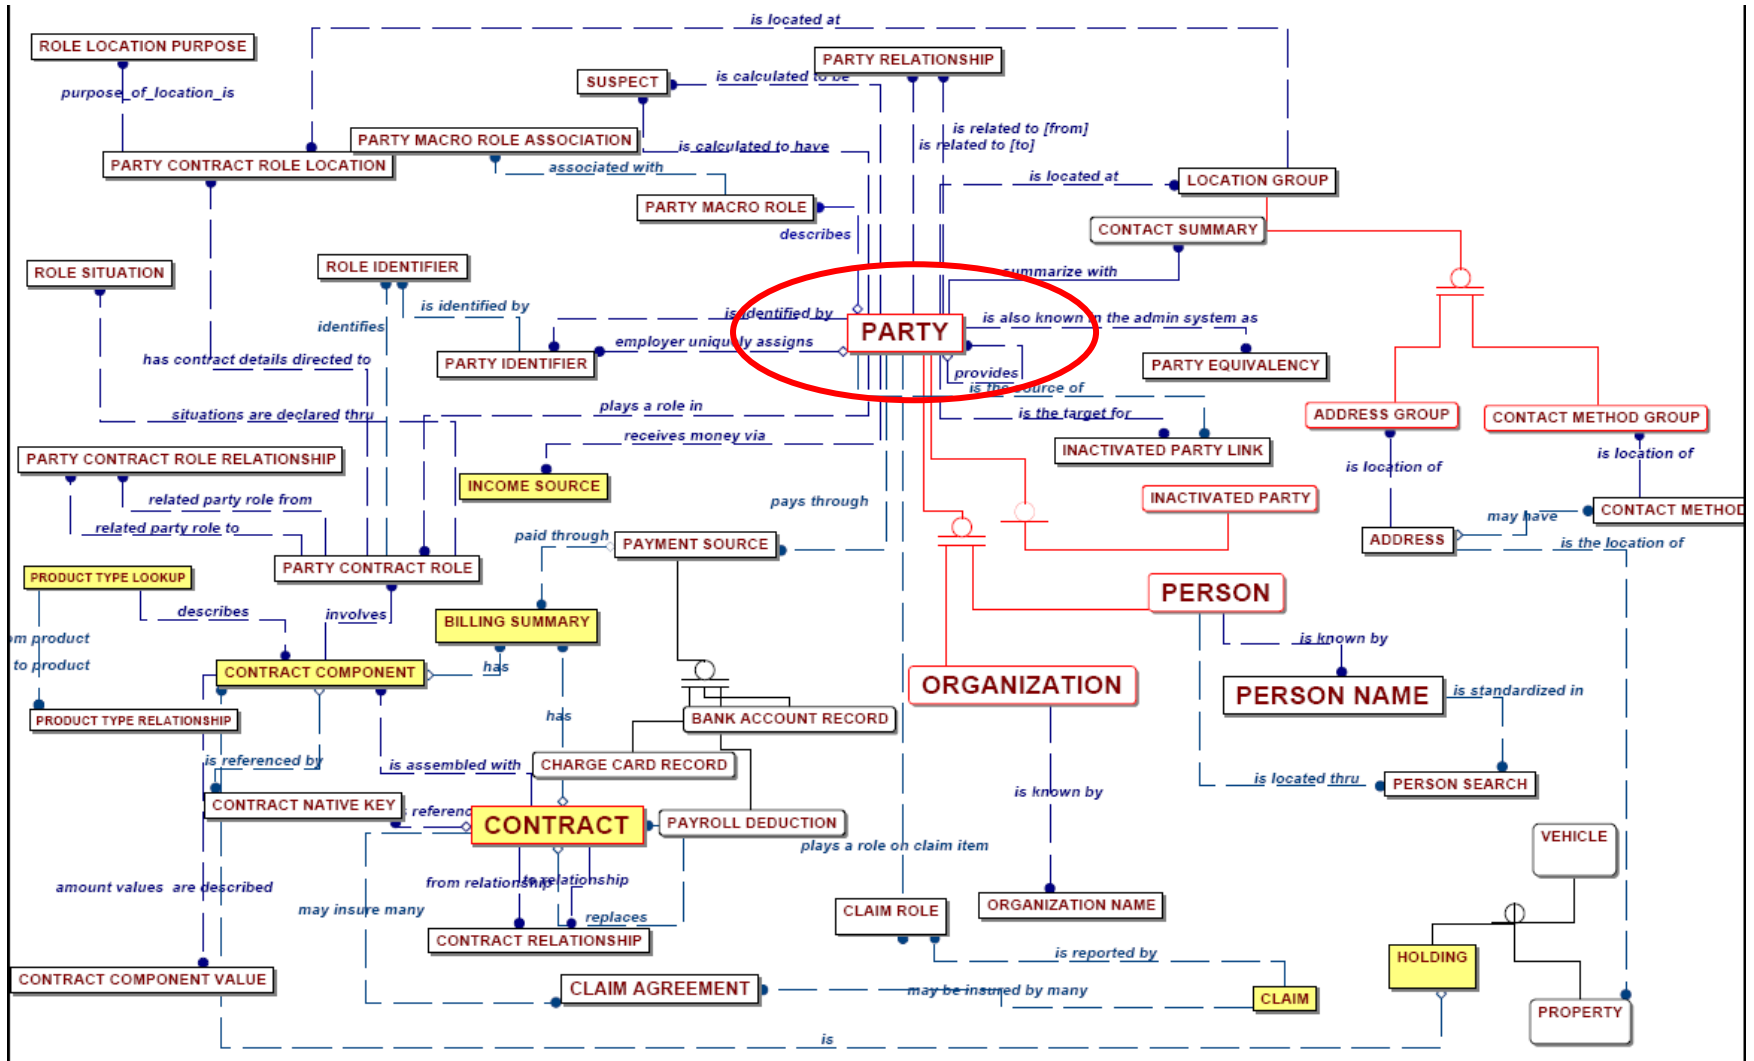 is located at
ROLE LOCATION PURPOSE
PARTY RELATIONSHIP
SUSPECT
is calculated to be
purpose_of_location_is
is related to [from]
PARTY MACRO ROLE ASSOCIATION
is related to [to]
is calculated to have
PARTY CONTRACT ROLE LOCATION
associated with
is located at
LOCATION GROUP
PARTY MACRO ROLE
describes
CONTACT SUMMARY
ROLE SITUATION
ROLE IDENTIFIER
summarize with
is identified by
is identified by
is also known in the admin system as
identifies
PARTY
employer uniquely assigns
has contract details directed to
PARTY IDENTIFIER
PARTY EQUIVALENCY
provides
is the source of
plays a role in
is the target for
situations are declared thru
ADDRESS GROUP
CONTACT METHOD GROUP
receives money via
INACTIVATED PARTY LINK
is location of
is location of
PARTY CONTRACT ROLE RELATIONSHIP
INCOME SOURCE
related party role from
pays through
INACTIVATED PARTY
CONTACT METHOD
may have
related party role to
paid through
PAYMENT SOURCE
ADDRESS
is the location of
PARTY CONTRACT ROLE
PRODUCT TYPE LOOKUP
PERSON
describes
involves
BILLING SUMMARY
om product
is known by
to product
CONTRACT COMPONENT
has
ORGANIZATION
PERSON NAME
is standardized in
PRODUCT TYPE RELATIONSHIP
has
BANK ACCOUNT RECORD
is referenced by
is assembled with
CHARGE CARD RECORD
is located thru
PERSON SEARCH
is known by
CONTRACT NATIVE KEY
s referenc
CONTRACT
PAYROLL DEDUCTION
VEHICLE
plays a role on claim item
amount values are described
from relationship
to relationship
may insure many
replaces
CLAIM ROLE
ORGANIZATION NAME
CONTRACT RELATIONSHIP
is reported by
HOLDING
CONTRACT COMPONENT VALUE
CLAIM AGREEMENT
may be insured by many
CLAIM
PROPERTY
is